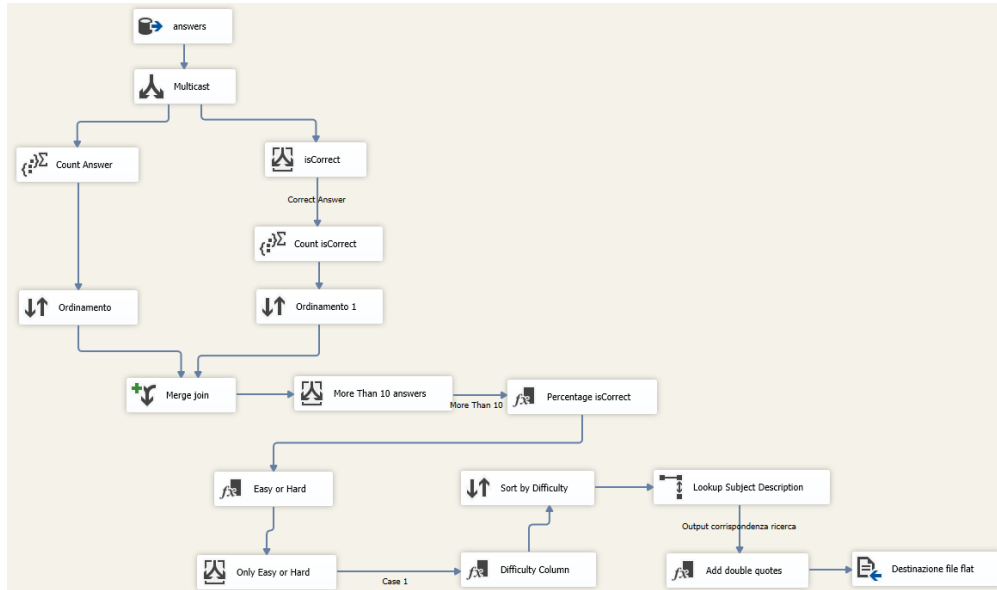 answers
Multicast
Count Answer
isCorrect
Correct Answer
Count isCorrect
Ordinamento
Ordinamento 1
Merge join
More Than 10 answers
More Than 10
Percentage isCorrect
Easy or Hard
Sort by Difficulty
Lookup Subject Description
Output corrispondenza ricerca
Only Easy or Hard
Case 1
Difficulty Column
Add double quotes
Destinazione file flat